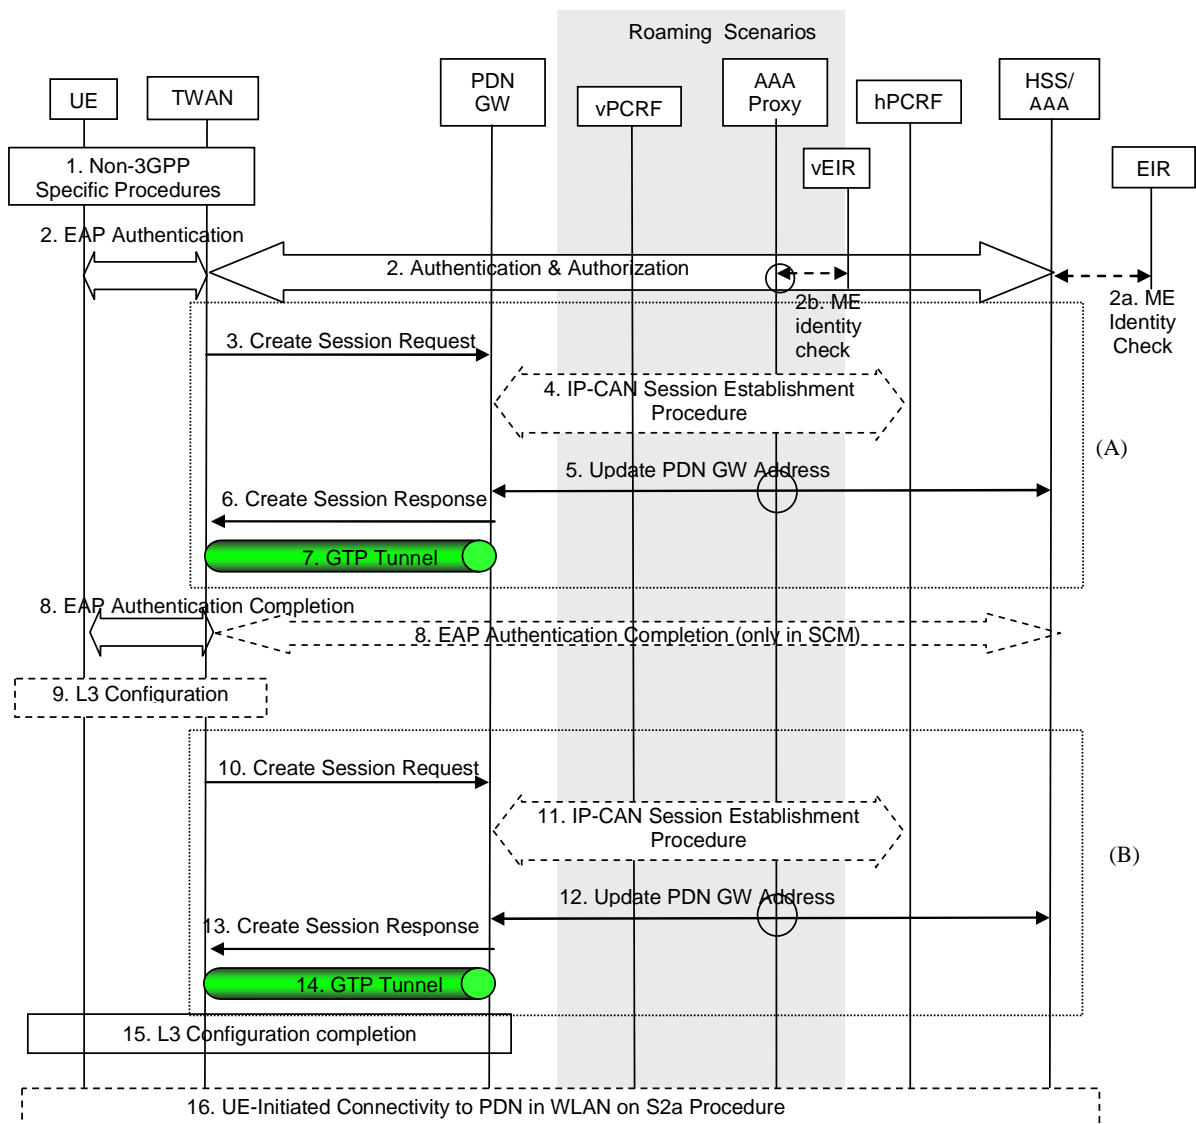 Roaming Scenarios
UE
TWAN
PDN
GW
vPCRF
AAA
Proxy
hPCRF
HSS/
AAA
vEIR
EIR
1. Non-3GPP
Specific Procedures
2. EAP Authentication
2. Authentication & Authorization
2b. ME
identity
check
2a. ME
Identity
Check
3. Create Session Request
4. IP-CAN Session Establishment
Procedure
(A)
5. Update PDN GW Address
6. Create Session Response
7. GTP Tunnel
8. EAP Authentication Completion
8. EAP Authentication Completion (only in SCM)
9. L3 Configuration
10. Create Session Request
11. IP-CAN Session Establishment
Procedure
(B)
12. Update PDN GW Address
13. Create Session Response
14. GTP Tunnel
15. L3 Configuration completion
16. UE-Initiated Connectivity to PDN in WLAN on S2a Procedure